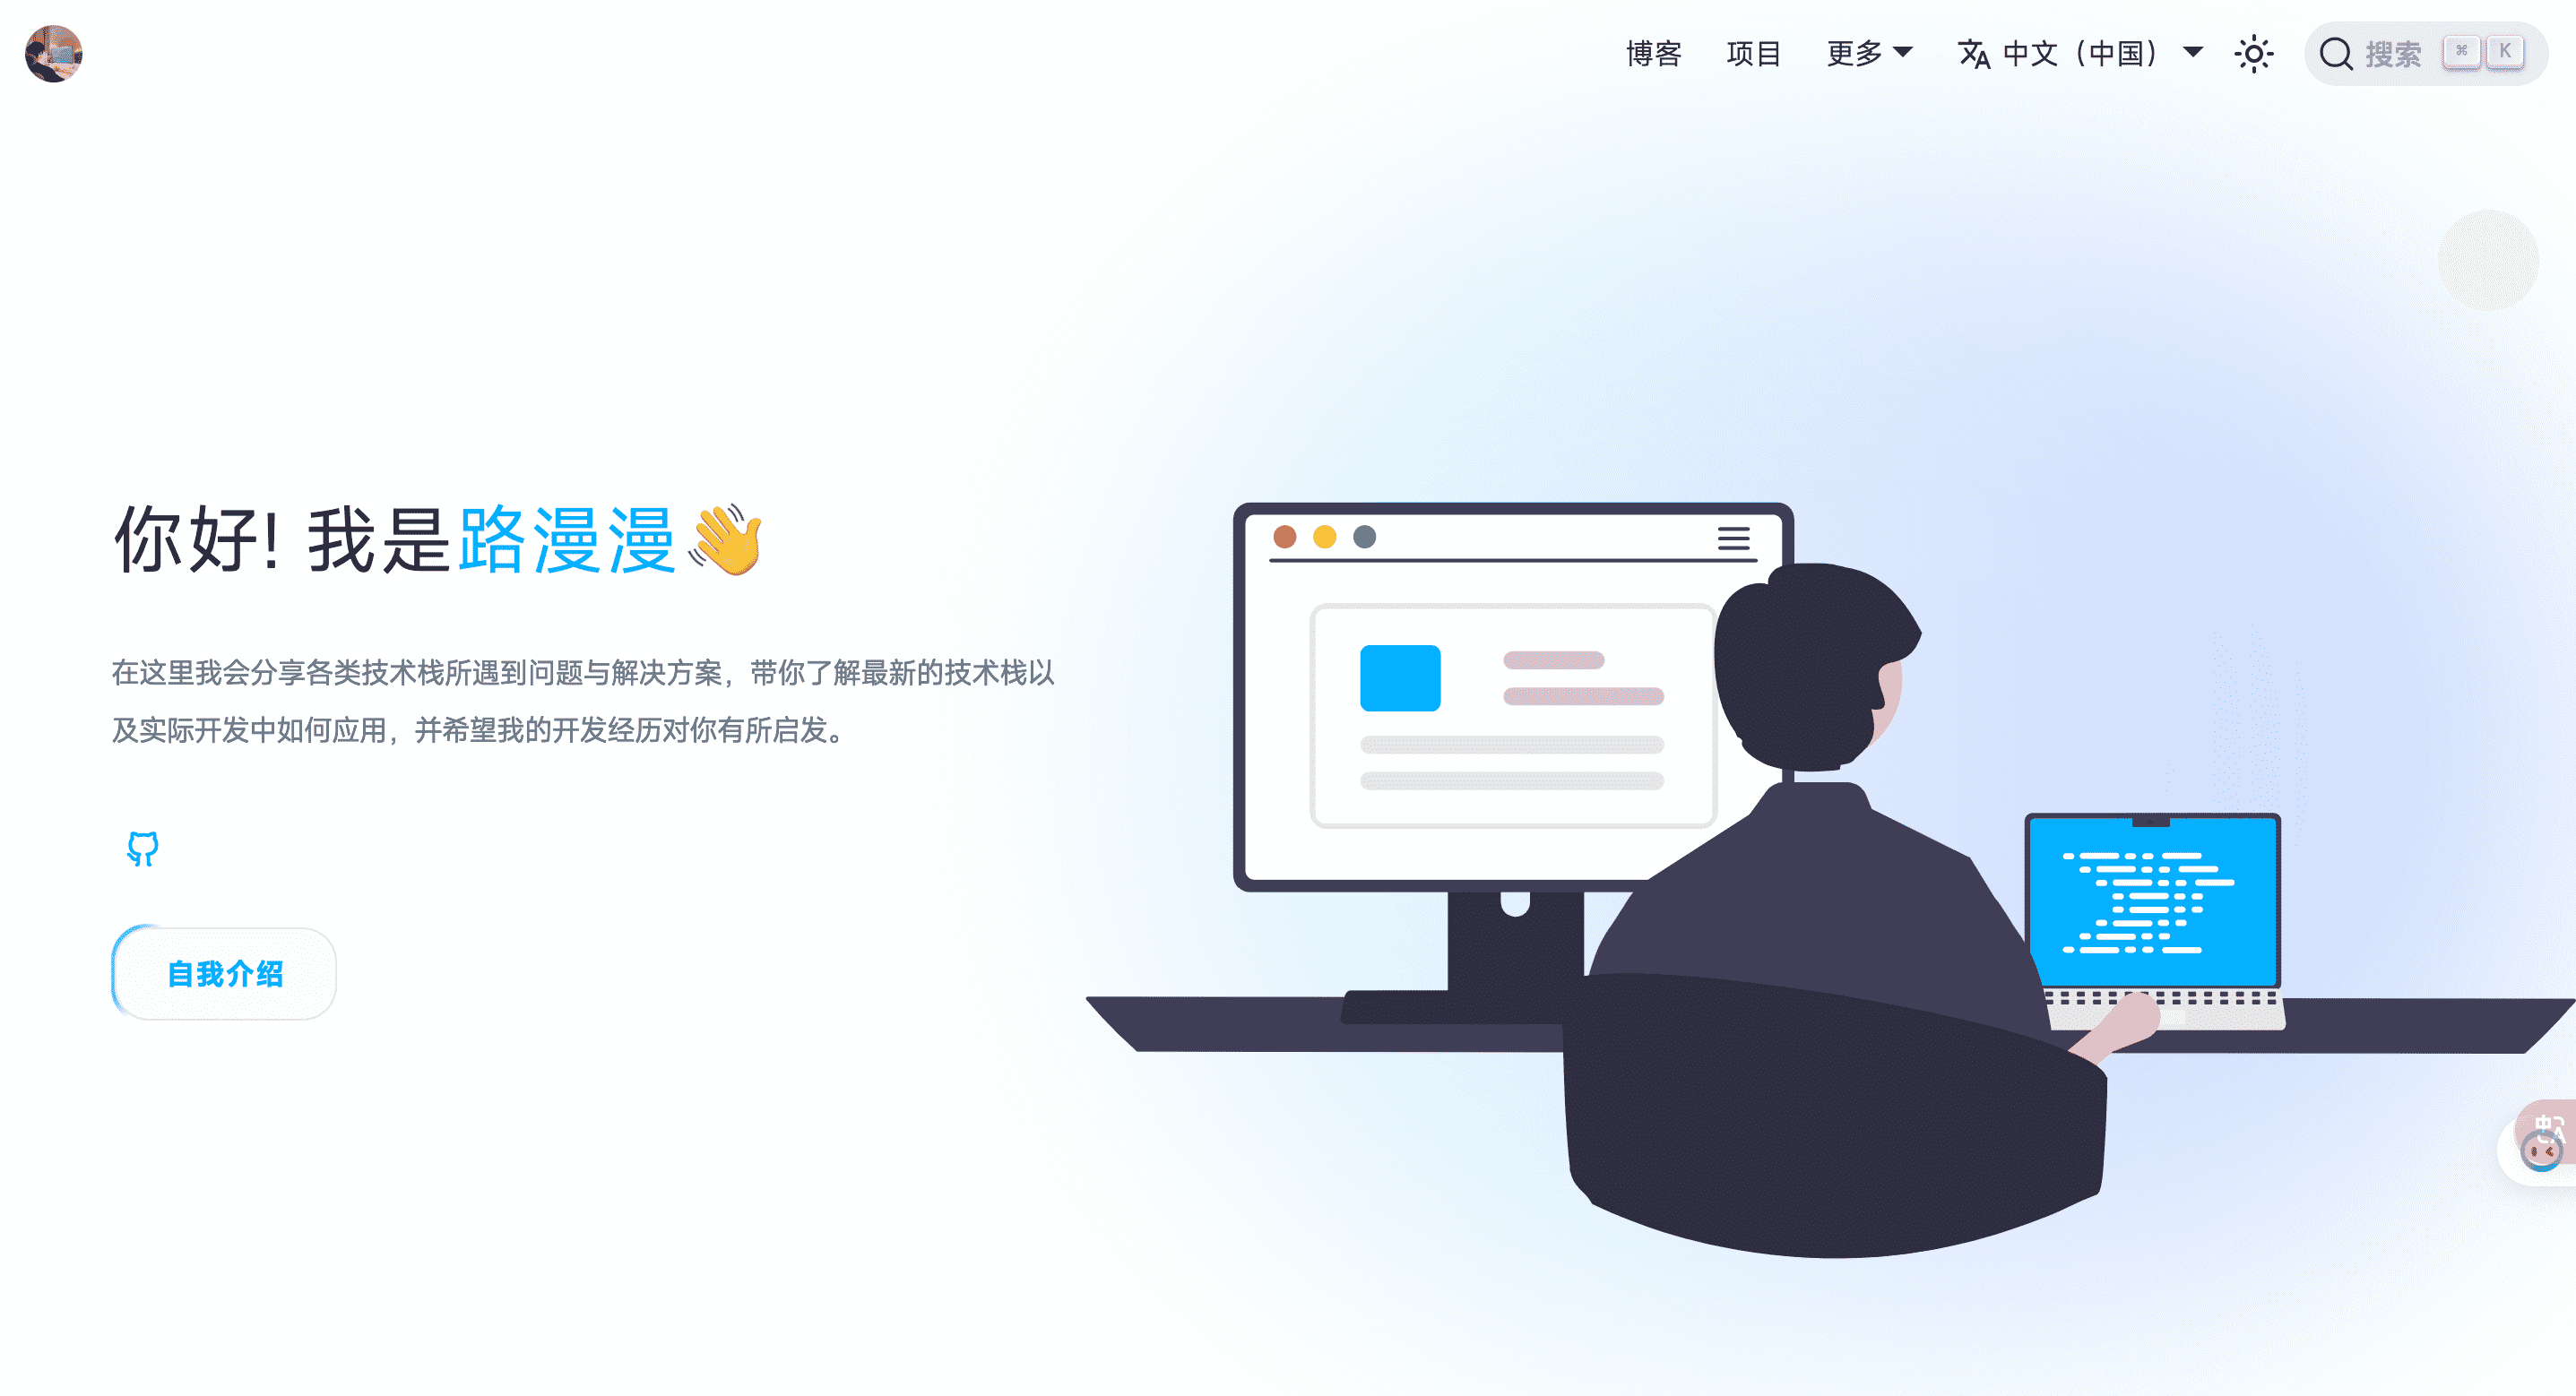 博客 项目 更多 中文（中国） 搜索 ⌘ K
你好! 我是路漫漫👋
在这里我会分享各类技术栈所遇到问题与解决方案，带你了解最新的技术栈以
及实际开发中如何应用，并希望我的开发经历对你有所启发。
自我介绍